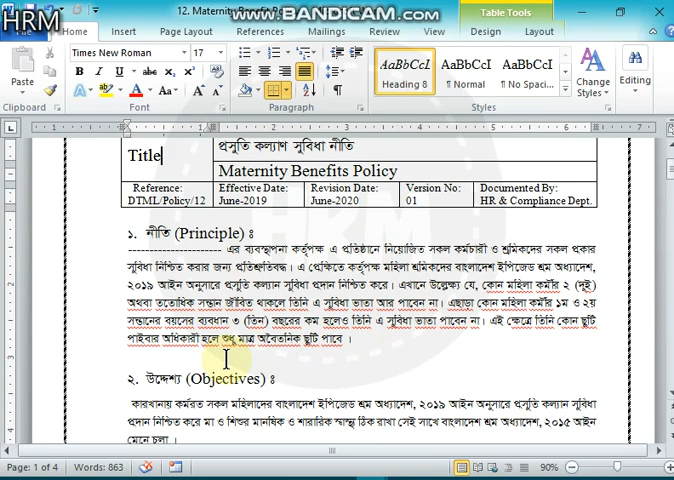 HRM
12. Maternity Benefit P
www.BANDICAM.com
Table Tools
File
Home
Insert
Page Layout
References
Mailings
Review
View
Design
Layout
Paste
Clipboard
Times New Roman
17
Font
Paragraph
AaBbCcI
Heading 8
AaBbCcI
¶ Normal
AaBbCcI
¶ No Spaci...
Change Styles
Styles
Editing
Title
প্রসুতি কল্যাণ সুবিধা নীতি
Maternity Benefits Policy
Reference:
DTML/Policy/12
Effective Date:
June-2019
Revision Date:
June-2020
Version No:
01
Documented By:
HR & Compliance Dept.
১. নীতি (Principle) ঃ
----------------------- এর ব্যবস্থাপনা কর্তৃপক্ষ এ প্রতিষ্ঠানে নিয়োজিত সকল কর্মচারী ও শ্রমিকদের সকল প্রকার
সুবিধা নিশ্চিত করার জন্য প্রতিশ্রুতিবদ্ধ। এ প্রেক্ষিতে কর্তৃপক্ষ মহিলা শ্রমিকদের বাংলাদেশ ইপিজেড শ্রম অধ্যাদেশ,
২০১৯ আইন অনুসারে প্রসুতি কল্যান সুবিধা প্রদান নিশ্চিত করে। এখানে উল্লেক্ষ্য যে, কোন মহিলা কর্মীর ২ (দুই)
অথবা ততোধিক সন্তান জীবিত থাকলে তিনি এ সুবিধা ভাতা আর পাবেন না। এছাড়া কোন মহিলা কর্মীর ১ম ও ২য়
সন্তানের বয়সের ব্যবধান ৩ (তিন) বছরের কম হলেও তিনি এ সুবিধা ভাতা পাবেন না। এই ক্ষেত্রে তিনি কোন ছুটি
পাইবার অধিকারী হলে শুধু মাত্র অবৈতনিক ছুটি পাবে ।
২. উদ্দেশ্য (Objectives) ঃ
কারখানায় কর্মরত সকল মহিলাদের বাংলাদেশ ইপিজেড শ্রম অধ্যাদেশ, ২০১৯ আইন অনুসারে প্রসুতি কল্যান সুবিধা
প্রদান নিশ্চিত করে মা ও শিশুর মানষিক ও শারারিক স্বাস্থ্য ঠিক রাখা সেই সাথে বাংলাদেশ শ্রম অধ্যাদেশ, ২০১৫ আইন
মেনে চলা ।
Page: 1 of 4
Words: 863
90%